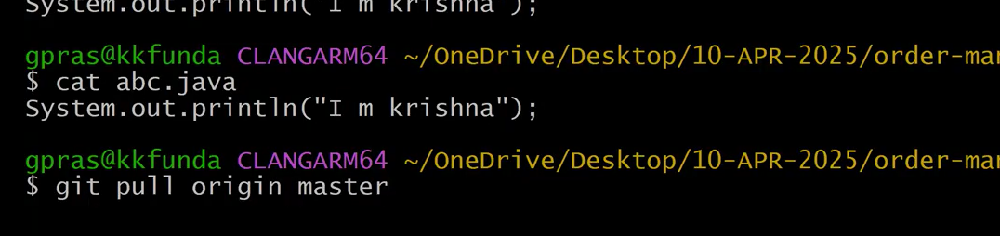 System.out.println("I m krishna");
gpras@kkfunda CLANGARM64 ~/OneDrive/Desktop/10-APR-2025/order-mar
$ cat abc.java
System.out.println("I m krishna");
gpras@kkfunda CLANGARM64 ~/OneDrive/Desktop/10-APR-2025/order-mar
$ git pull origin master